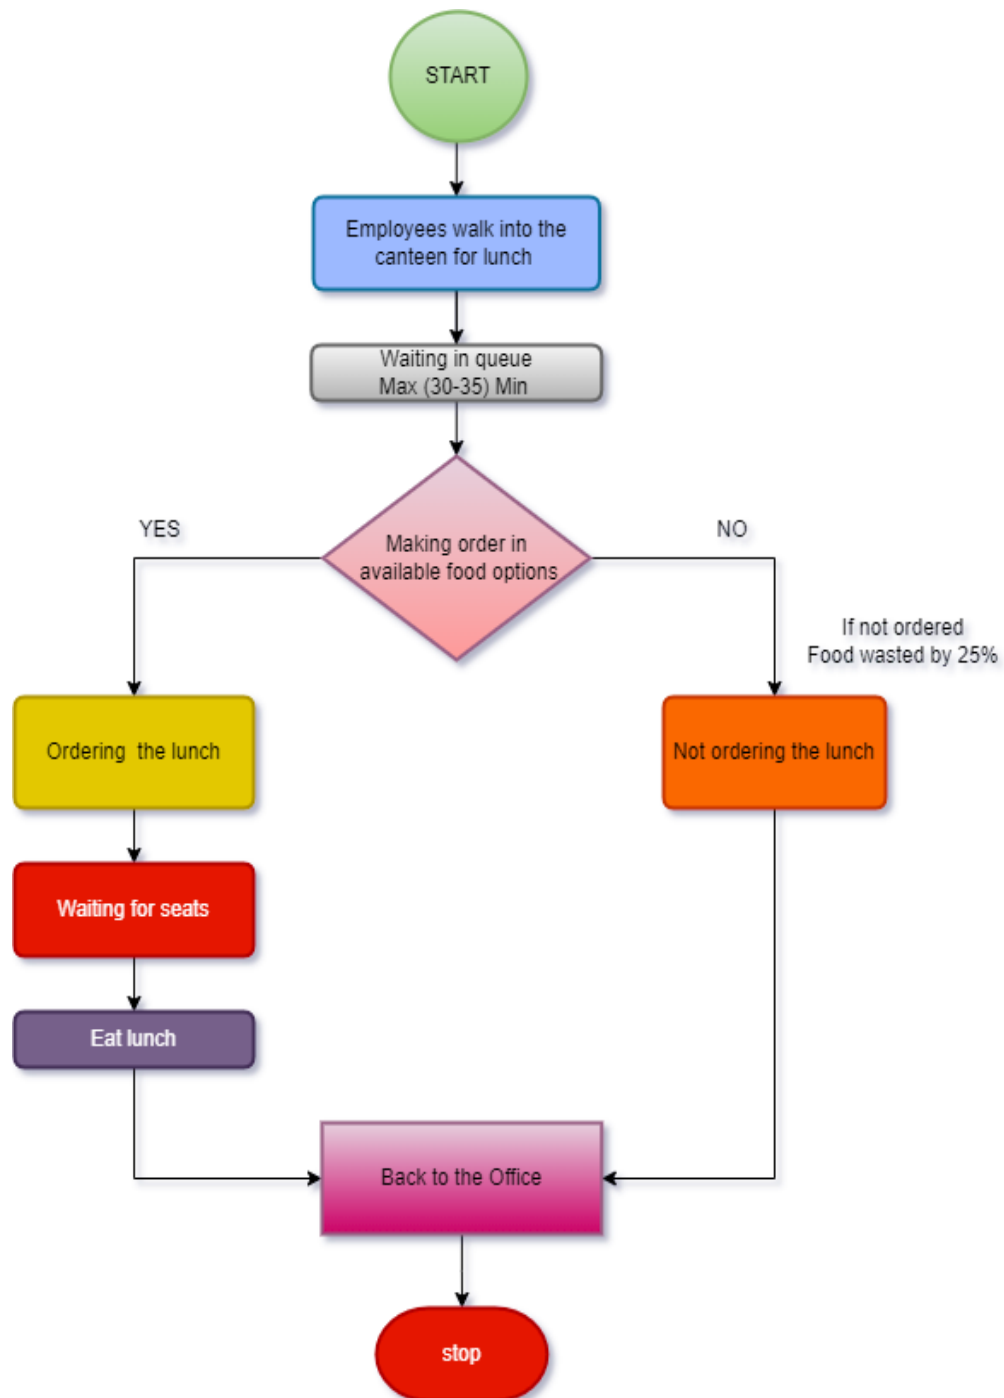 START
Employees walk into the
canteen for lunch
Waiting in queue
Max (30-35) Min
Making order in
available food options
YES
NO
If not ordered
Food wasted by 25%
Ordering the lunch
Not ordering the lunch
Waiting for seats
Eat lunch
Back to the Office
stop